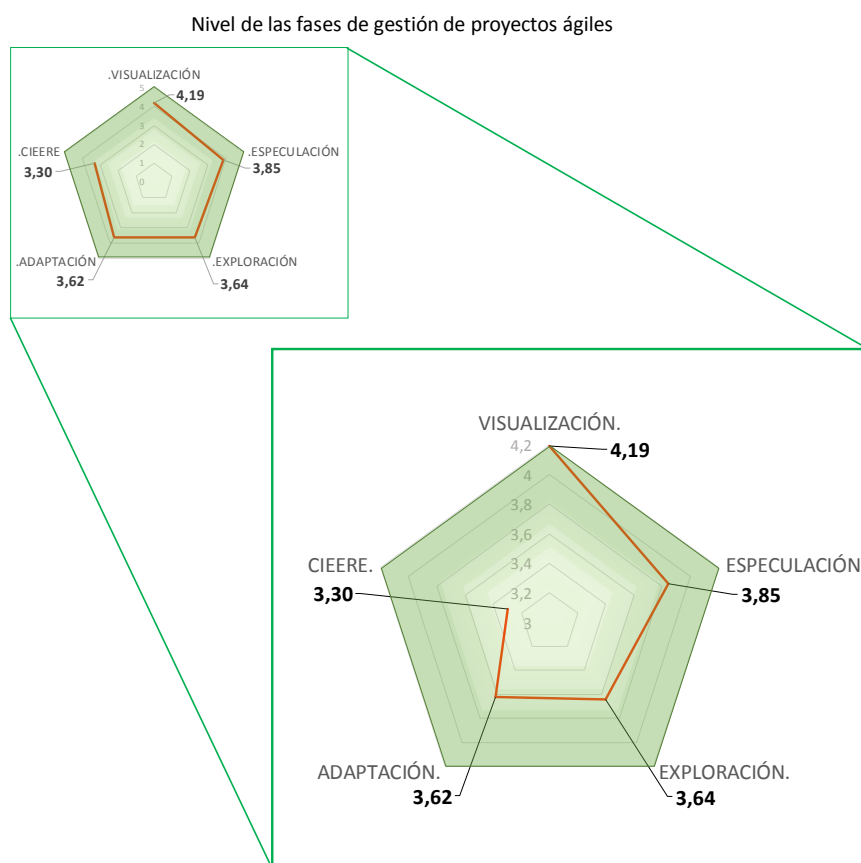 Nivel de las fases de gestión de proyectos ágiles
.VISUALIZACIÓN
5
4,19
4
3
2
1
0
.CIEERE
3,30
.ESPECULACIÓN
3,85
.ADAPTACIÓN
3,62
.EXPLORACIÓN
3,64
VISUALIZACIÓN.
4,2
4,19
4
3,8
3,6
3,4
3,2
3
CIEERE.
3,30
ESPECULACIÓN
3,85
ADAPTACIÓN.
3,62
EXPLORACIÓN.
3,64